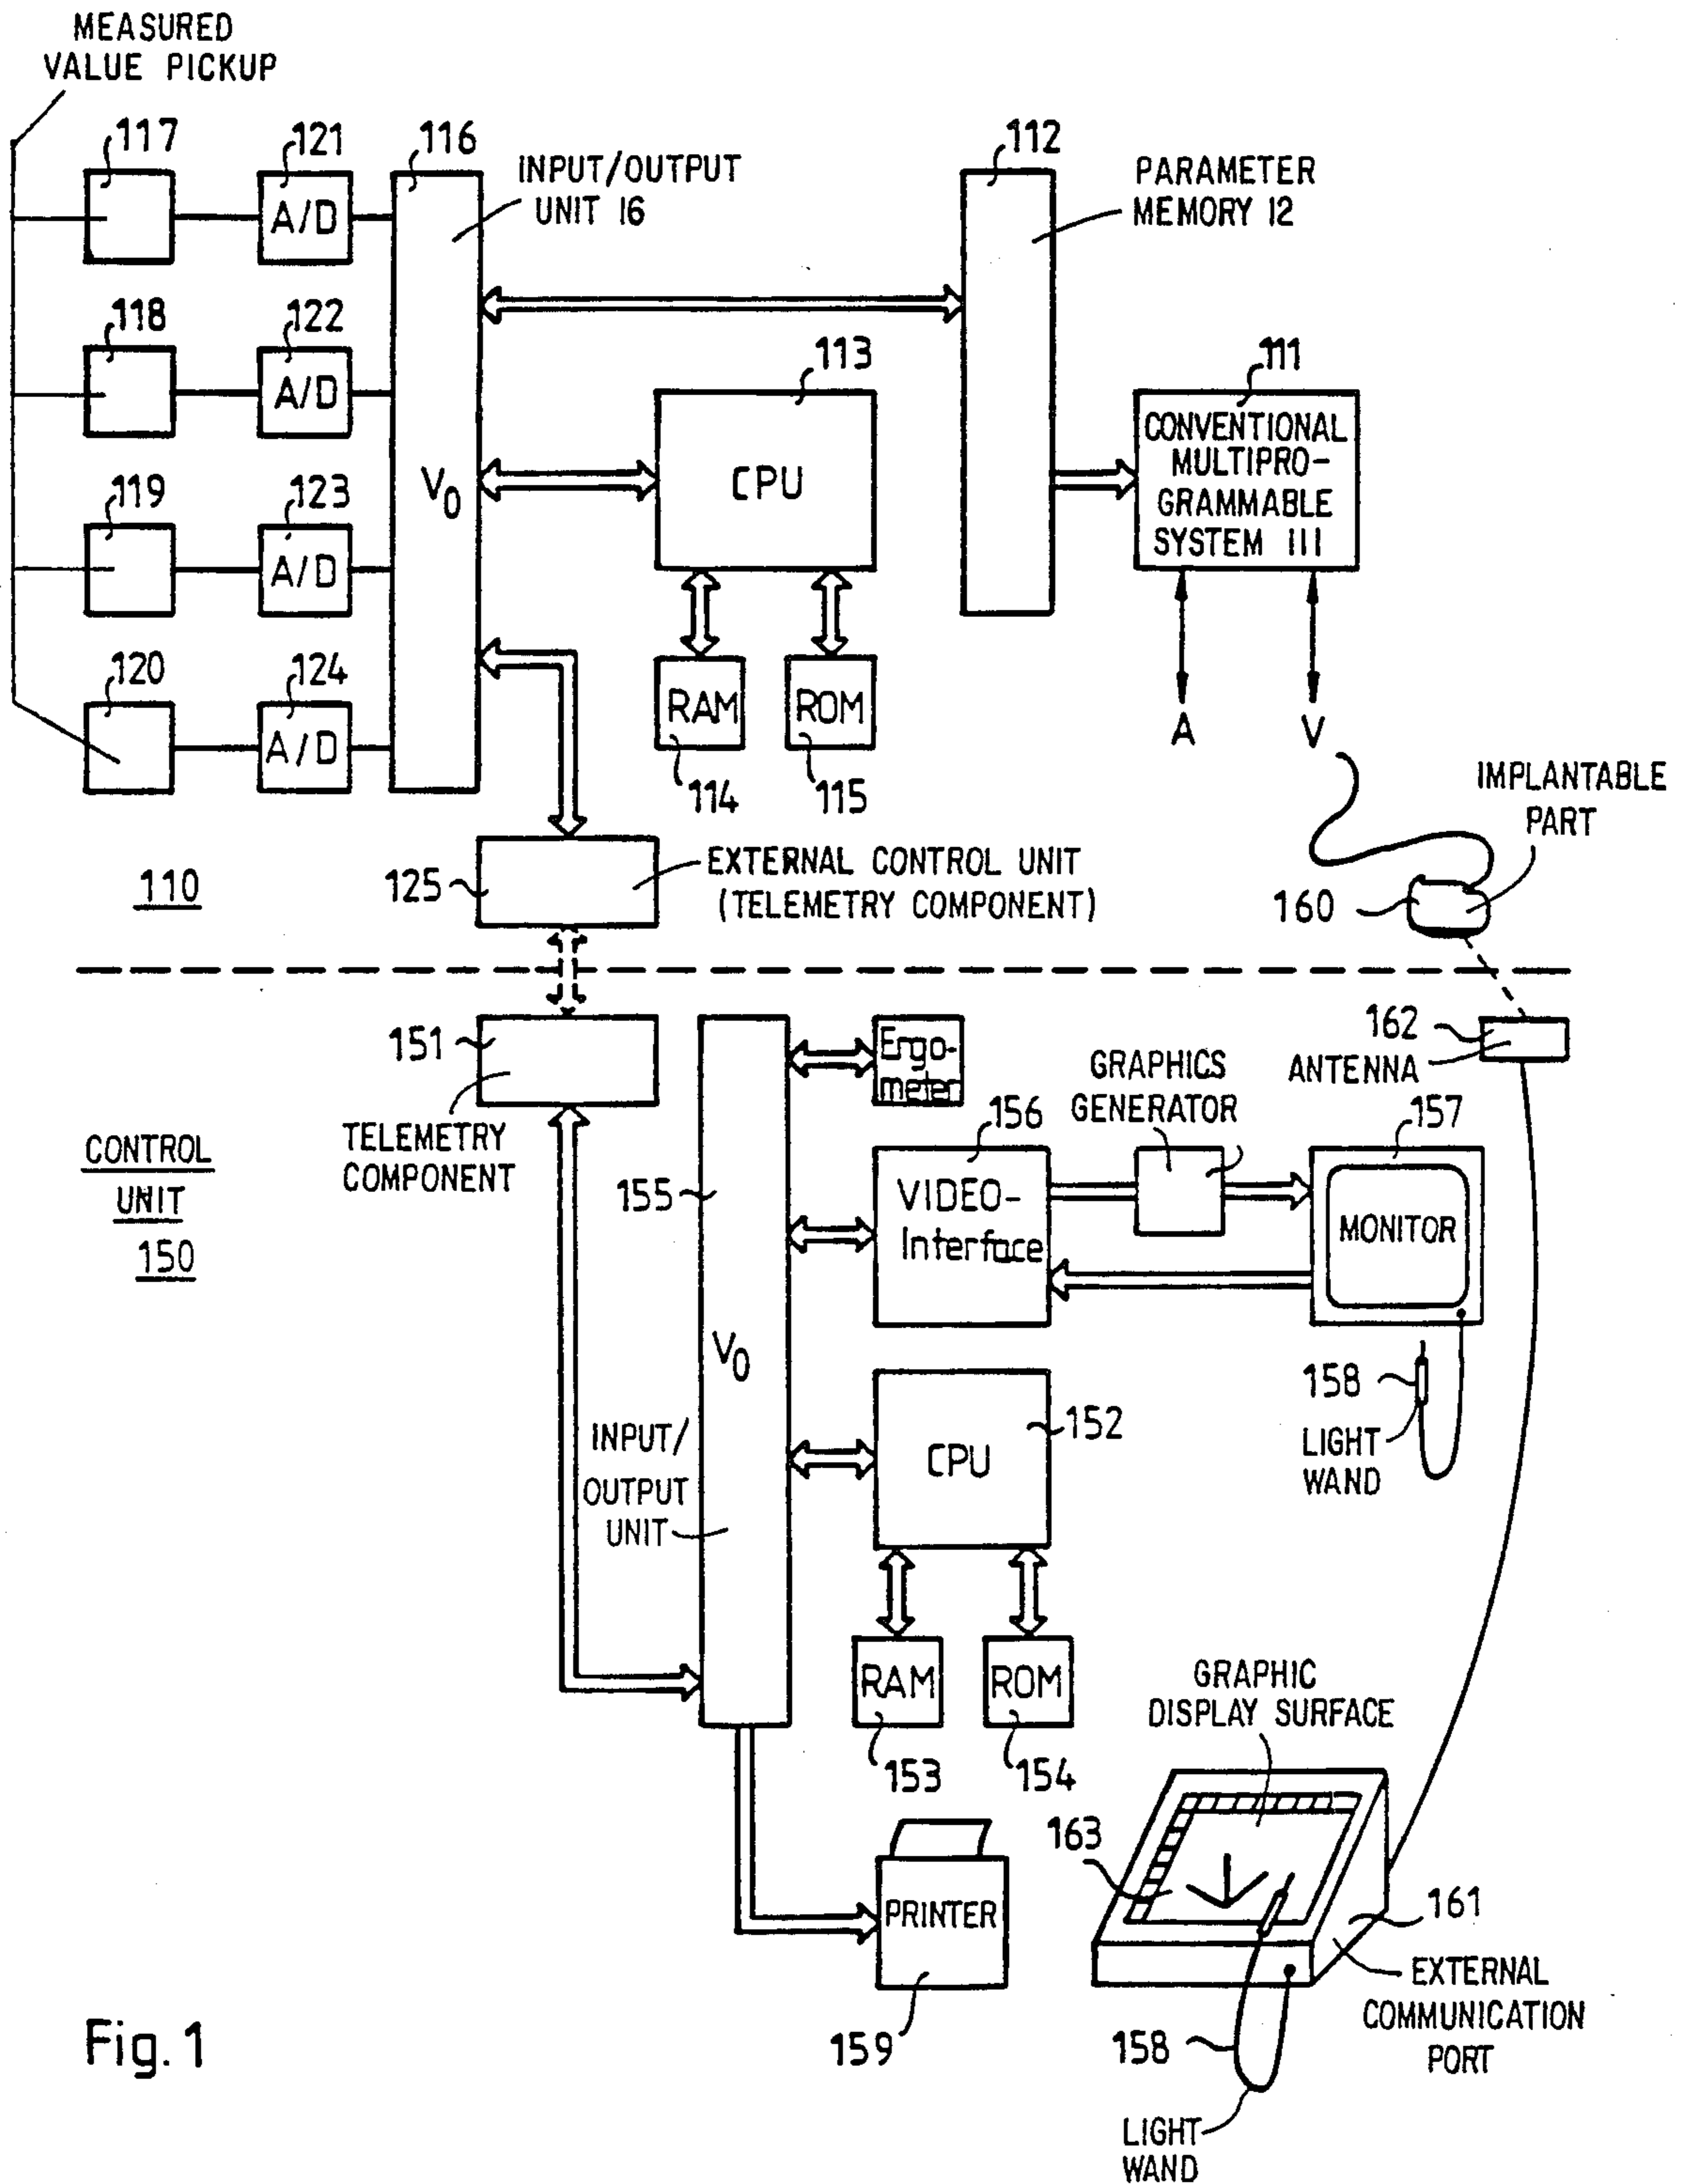 MEASURED
VALUE PICKUP
117
121
116
INPUT/OUTPUT
UNIT 16
112
PARAMETER
MEMORY 12
A/D
118
122
A/D
113
111
CONVENTIONAL
MULTIPRO-
GRAMMABLE
SYSTEM 111
V0
CPU
119
123
A/D
120
124
A/D
RAM
ROM
114
115
A
V
IMPLANTABLE
PART
160
110
125
EXTERNAL CONTROL UNIT
(TELEMETRY COMPONENT)
151
TELEMETRY
COMPONENT
Ergo-
meter
162
ANTENNA
GRAPHICS
GENERATOR
156
157
CONTROL
UNIT
150
155
VIDEO-
Interface
MONITOR
V0
158
LIGHT
WAND
152
CPU
INPUT/
OUTPUT
UNIT
RAM
ROM
153
154
GRAPHIC
DISPLAY SURFACE
163
161
PRINTER
159
EXTERNAL
COMMUNICATION
PORT
158
LIGHT
WAND
Fig. 1